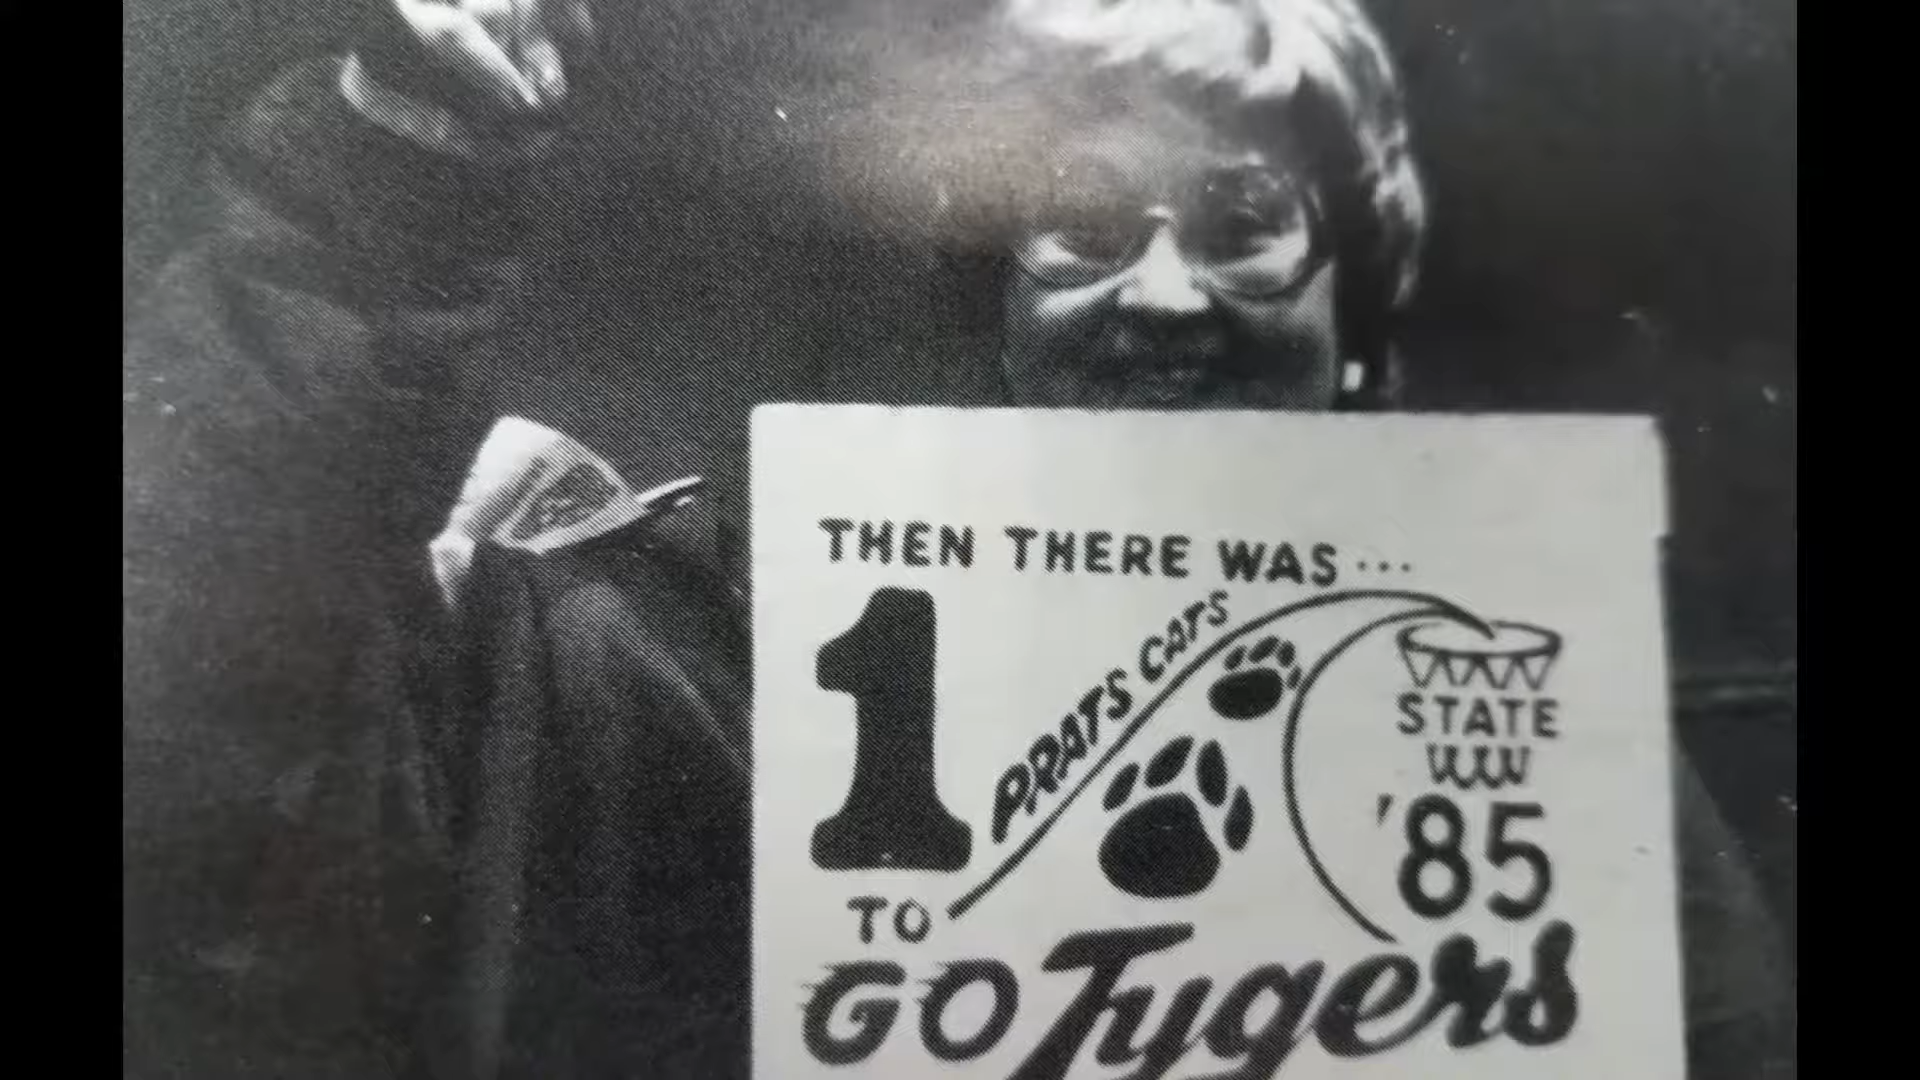 THEN THERE WAS...
1
PRATS CATS
STATE
'85
TO
GO Tygers